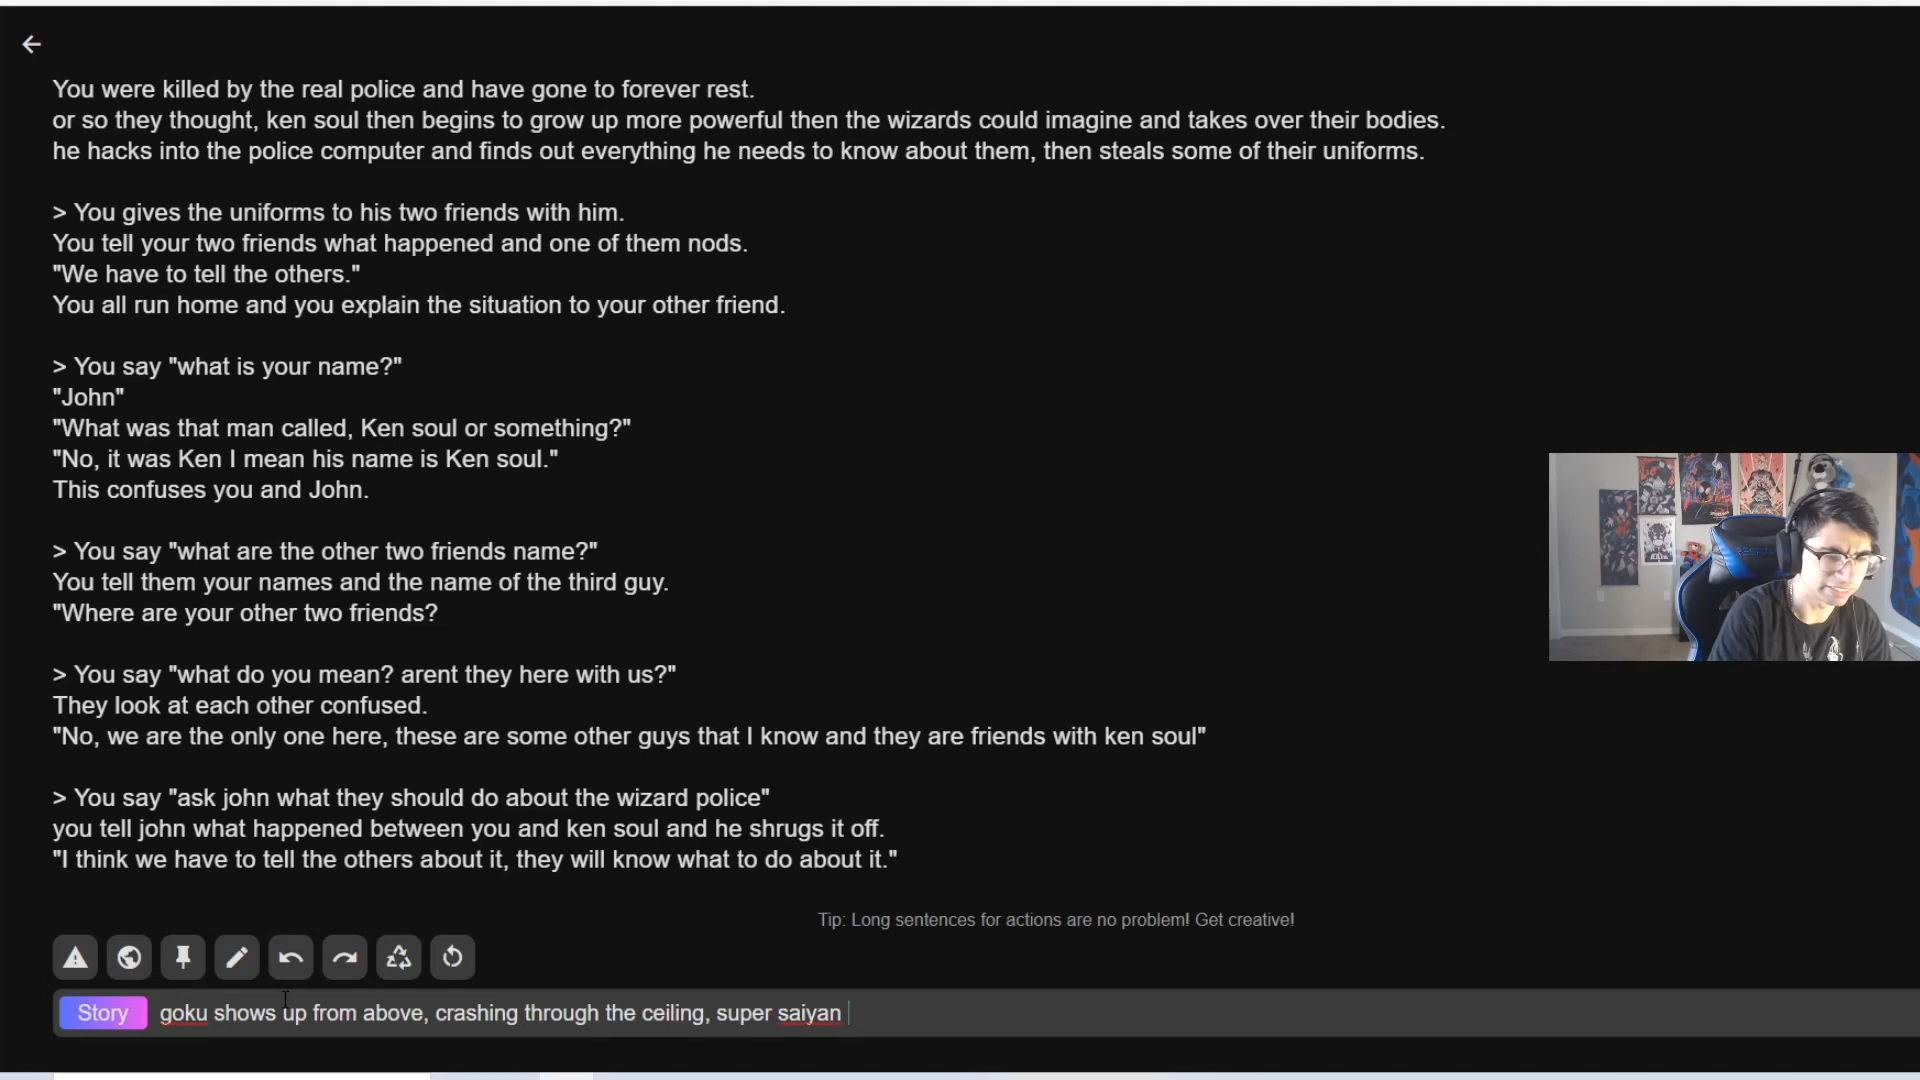 You were killed by the real police and have gone to forever rest.
or so they thought, ken soul then begins to grow up more powerful then the wizards could imagine and takes over their bodies.
he hacks into the police computer and finds out everything he needs to know about them, then steals some of their uniforms.
> You gives the uniforms to his two friends with him.
You tell your two friends what happened and one of them nods.
"We have to tell the others."
You all run home and you explain the situation to your other friend.
> You say "what is your name?"
"John"
"What was that man called, Ken soul or something?"
"No, it was Ken I mean his name is Ken soul."
This confuses you and John.
> You say "what are the other two friends name?"
You tell them your names and the name of the third guy.
"Where are your other two friends?
> You say "what do you mean? arent they here with us?"
They look at each other confused.
"No, we are the only one here, these are some other guys that I know and they are friends with ken soul"
> You say "ask john what they should do about the wizard police"
you tell john what happened between you and ken soul and he shrugs it off.
"I think we have to tell the others about it, they will know what to do about it."
Tip: Long sentences for actions are no problem! Get creative!
Story goku shows up from above, crashing through the ceiling, super saiyan